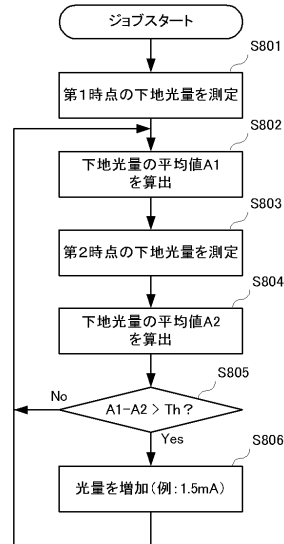 ジョブスタート
S801
第1時点の下地光量を測定
S802
下地光量の平均値A1
を算出
S803
第2時点の下地光量を測定
S804
下地光量の平均値A2
を算出
S805
A1-A2 > Th?
No
Yes
S806
光量を増加(例:1.5mA)